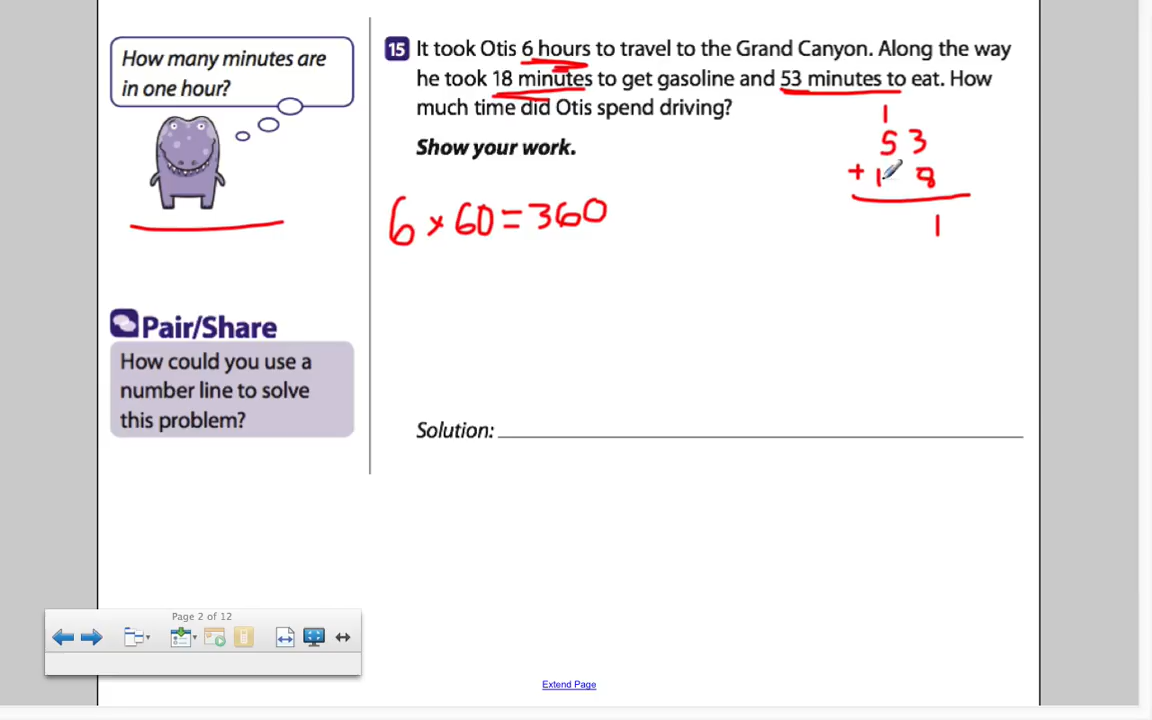 How many minutes are
in one hour?
15 It took Otis 6 hours to travel to the Grand Canyon. Along the way
he took 18 minutes to get gasoline and 53 minutes to eat. How
much time did Otis spend driving?
Show your work.
1
53
+ 18
1
6 × 60 = 360
Pair/Share
How could you use a
number line to solve
this problem?
Solution:
Page 2 of 12
Extend Page